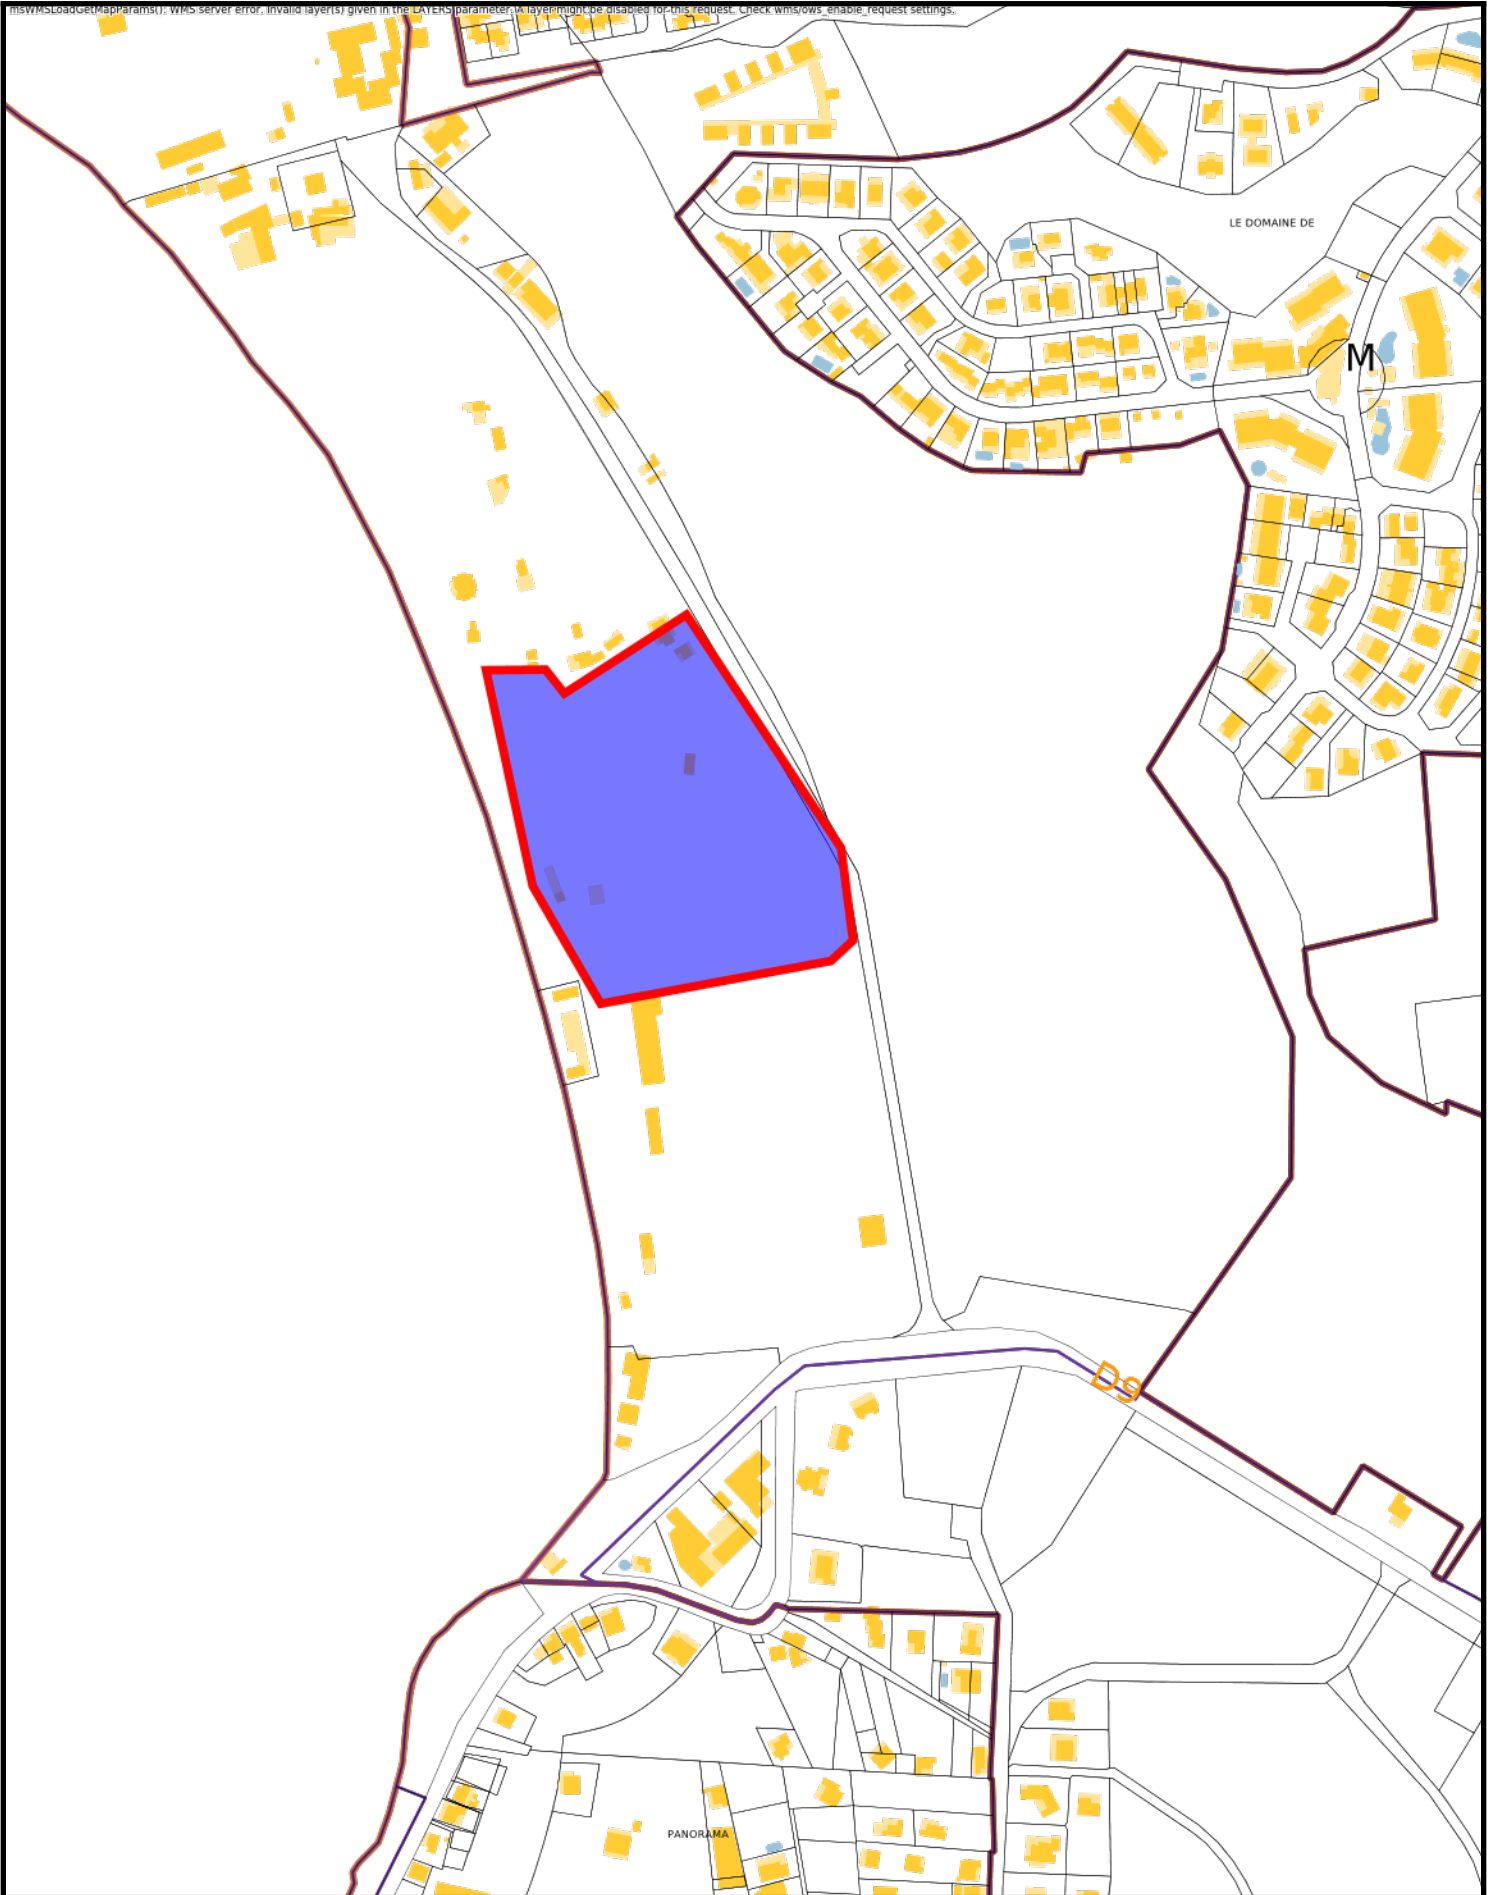 msWMSLoadGetMapParams(): WMS server error. Invalid layer(s) given in the LAYERS parameter. A layer might be disabled for this request. Check wms/ows_enable_request settings.
LE DOMAINE DE
M
D9
PANORAMA